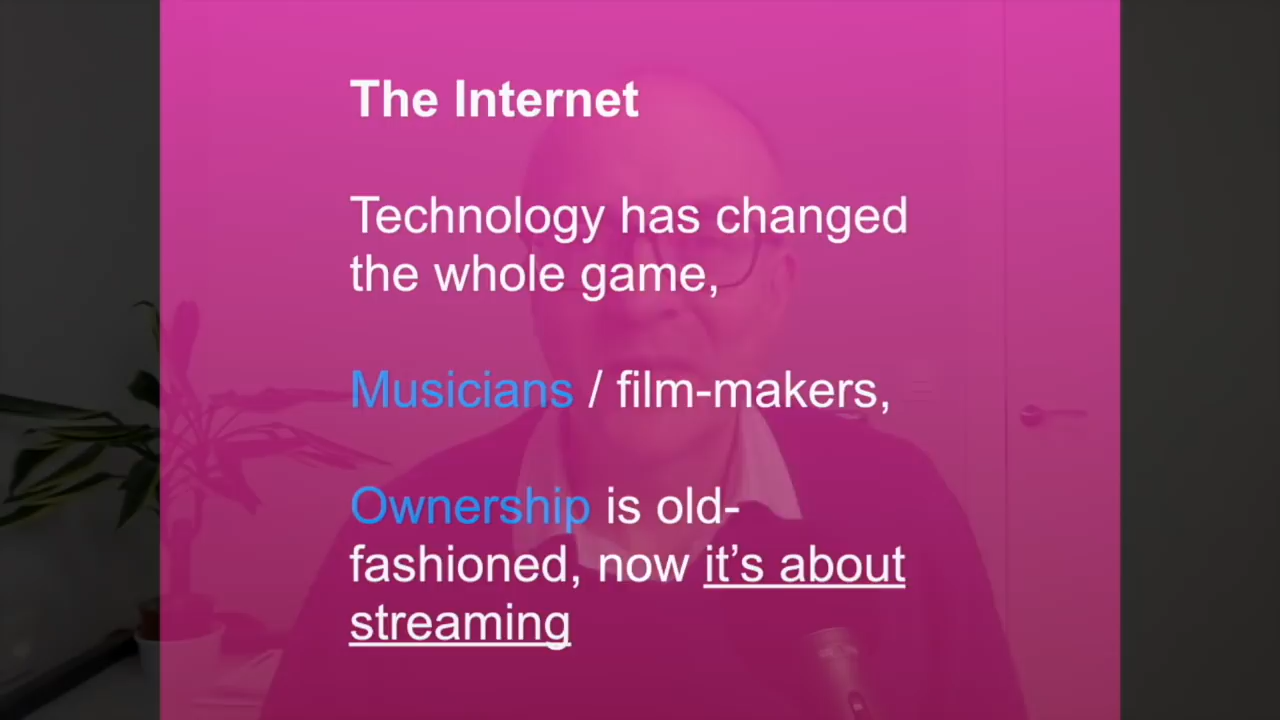 The Internet
Technology has changed
the whole game,
Musicians / film-makers,
Ownership is old-
fashioned, now it’s about
streaming